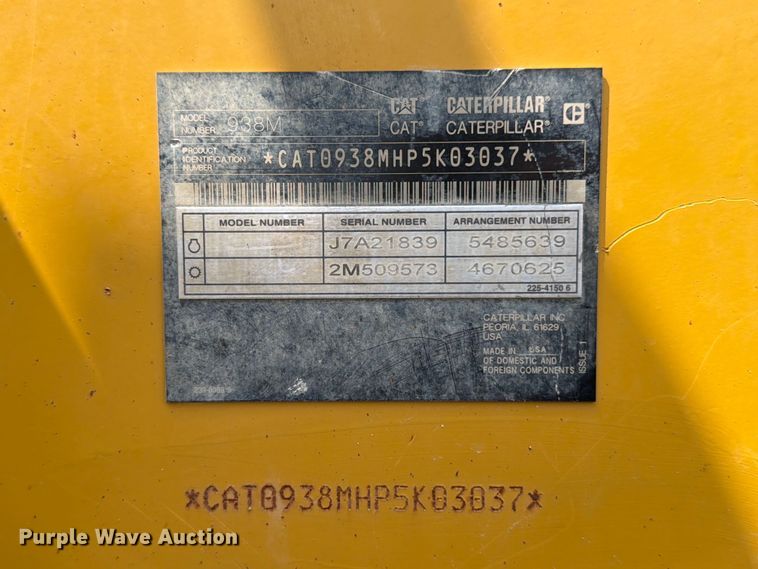 MODEL NUMBER 938M
CAT CATERPILLAR
CAT® CATERPILLAR®
PRODUCT IDENTIFICATION NUMBER *CAT0938MHP5K03037*
MODEL NUMBER SERIAL NUMBER ARRANGEMENT NUMBER
J7A21839 5485639
2M509573 4670625
225-4150 6
CATERPILLAR INC
PEORIA, IL 61629
USA
MADE IN USA
OF DOMESTIC AND
FOREIGN COMPONENTS
ISSUE 1
*CAT0938MHP5K03037*
Purple Wave Auction